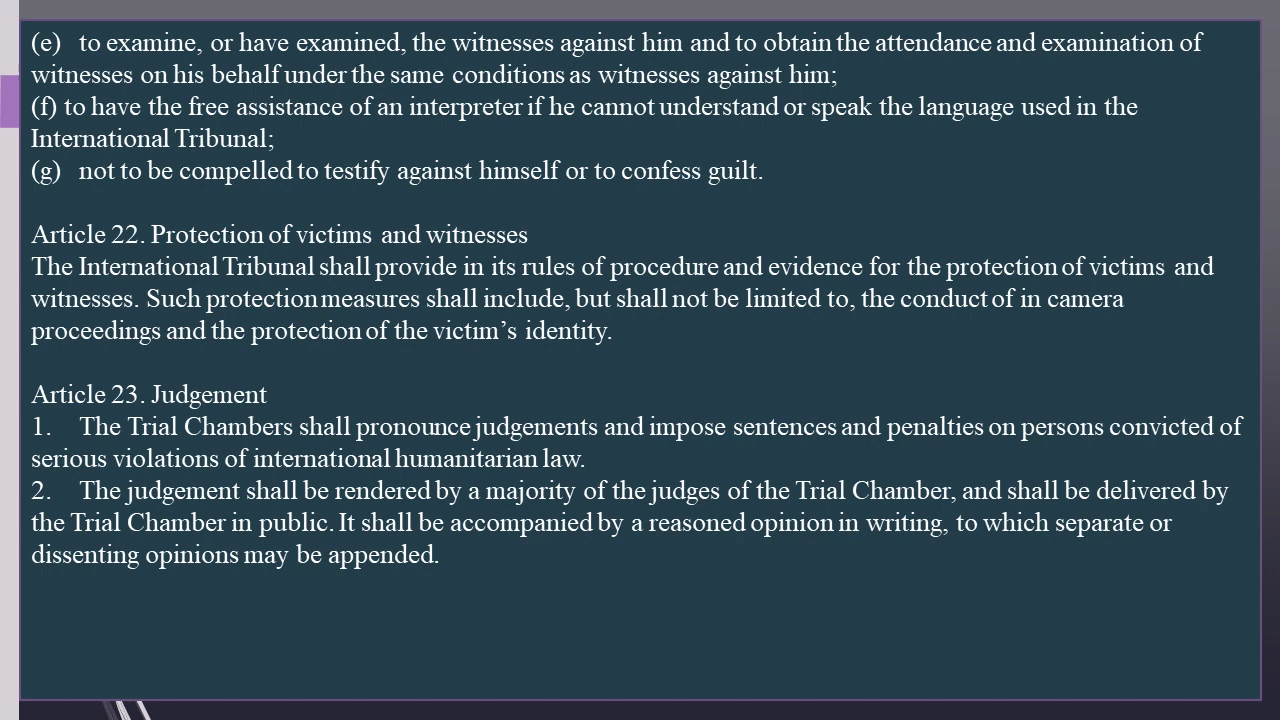 (e) to examine, or have examined, the witnesses against him and to obtain the attendance and examination of
witnesses on his behalf under the same conditions as witnesses against him;
(f) to have the free assistance of an interpreter if he cannot understand or speak the language used in the
International Tribunal;
(g) not to be compelled to testify against himself or to confess guilt.
Article 22. Protection of victims and witnesses
The International Tribunal shall provide in its rules of procedure and evidence for the protection of victims and
witnesses. Such protection measures shall include, but shall not be limited to, the conduct of in camera
proceedings and the protection of the victim’s identity.
Article 23. Judgement
1. The Trial Chambers shall pronounce judgements and impose sentences and penalties on persons convicted of
serious violations of international humanitarian law.
2. The judgement shall be rendered by a majority of the judges of the Trial Chamber, and shall be delivered by
the Trial Chamber in public. It shall be accompanied by a reasoned opinion in writing, to which separate or
dissenting opinions may be appended.